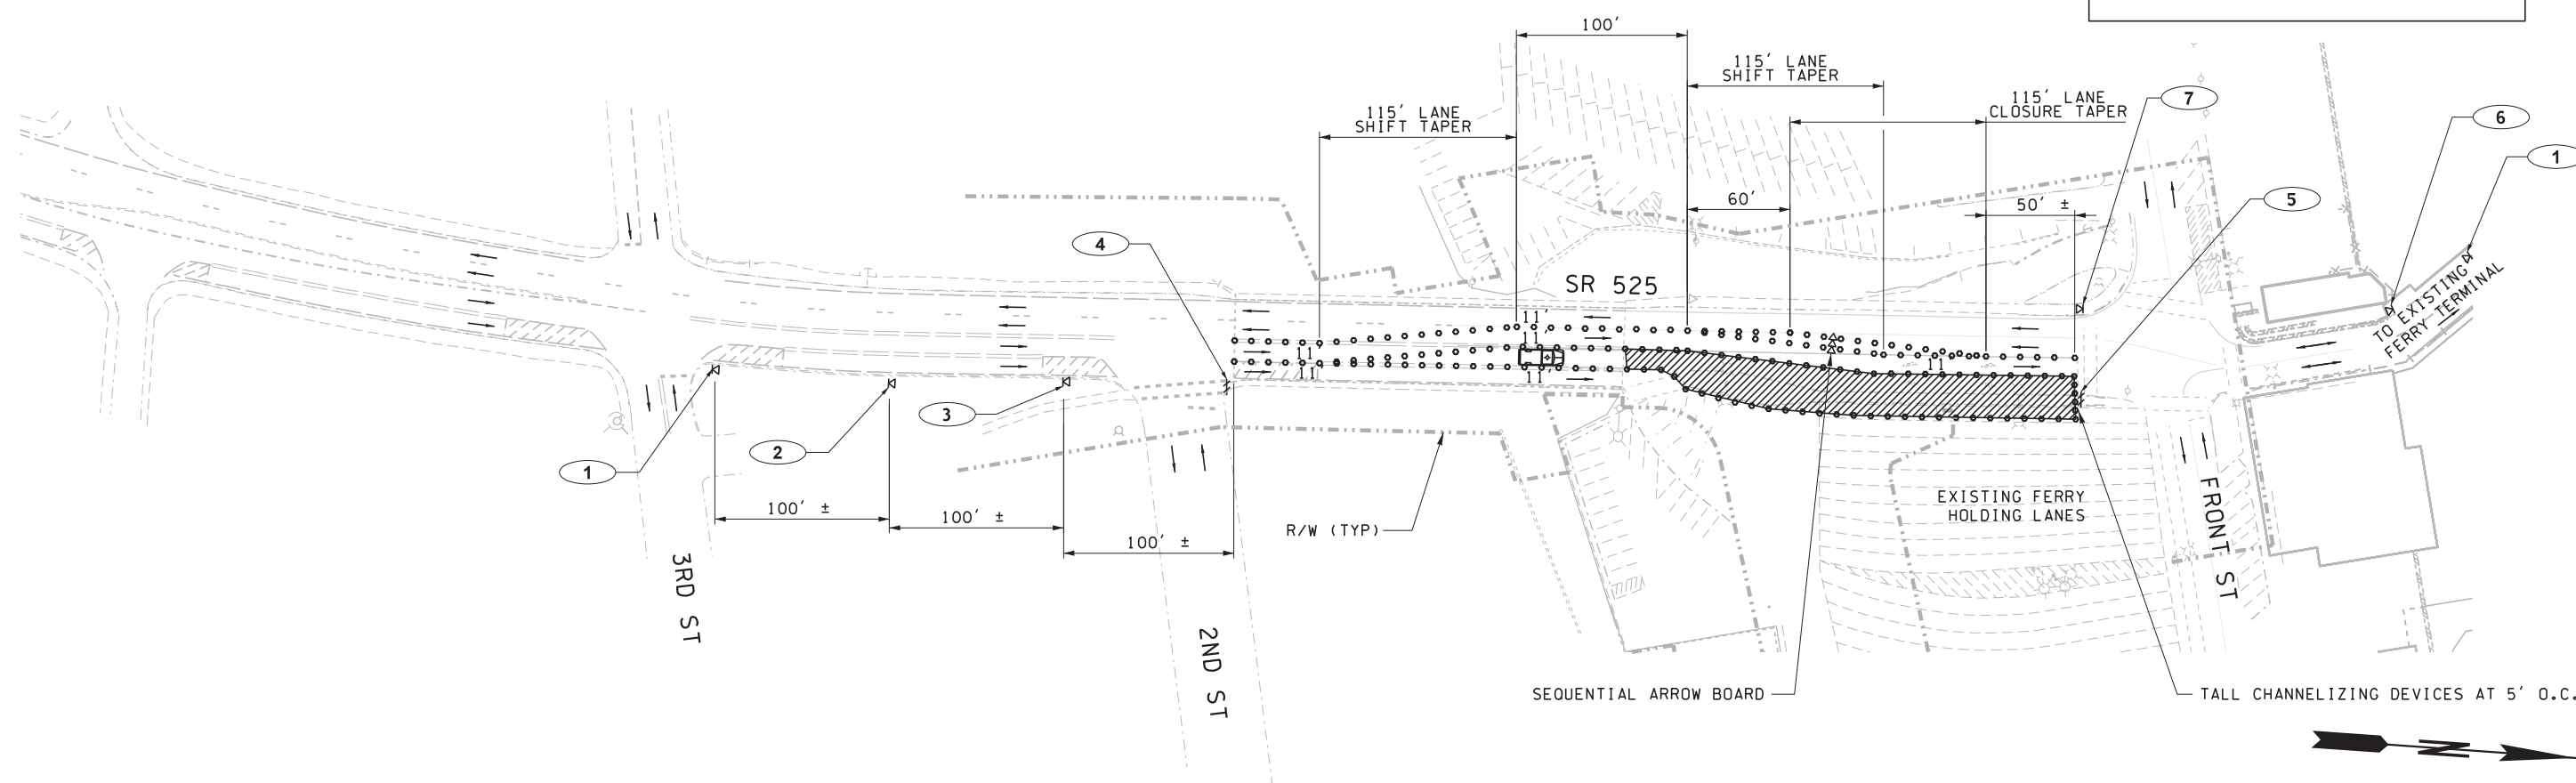 100'
115' LANE
SHIFT TAPER
115' LANE
SHIFT TAPER
115' LANE
CLOSURE TAPER
7
6
1
60'
50' ±
5
4
SR 525
TO EXISTING
FERRY TERMINAL
11'
11'
11'
11'
11'
11
3
2
1
100' ±
100' ±
100' ±
R/W (TYP)
EXISTING FERRY
HOLDING LANES
3RD ST
2ND ST
FRONT ST
SEQUENTIAL ARROW BOARD
TALL CHANNELIZING DEVICES AT 5' O.C.
N